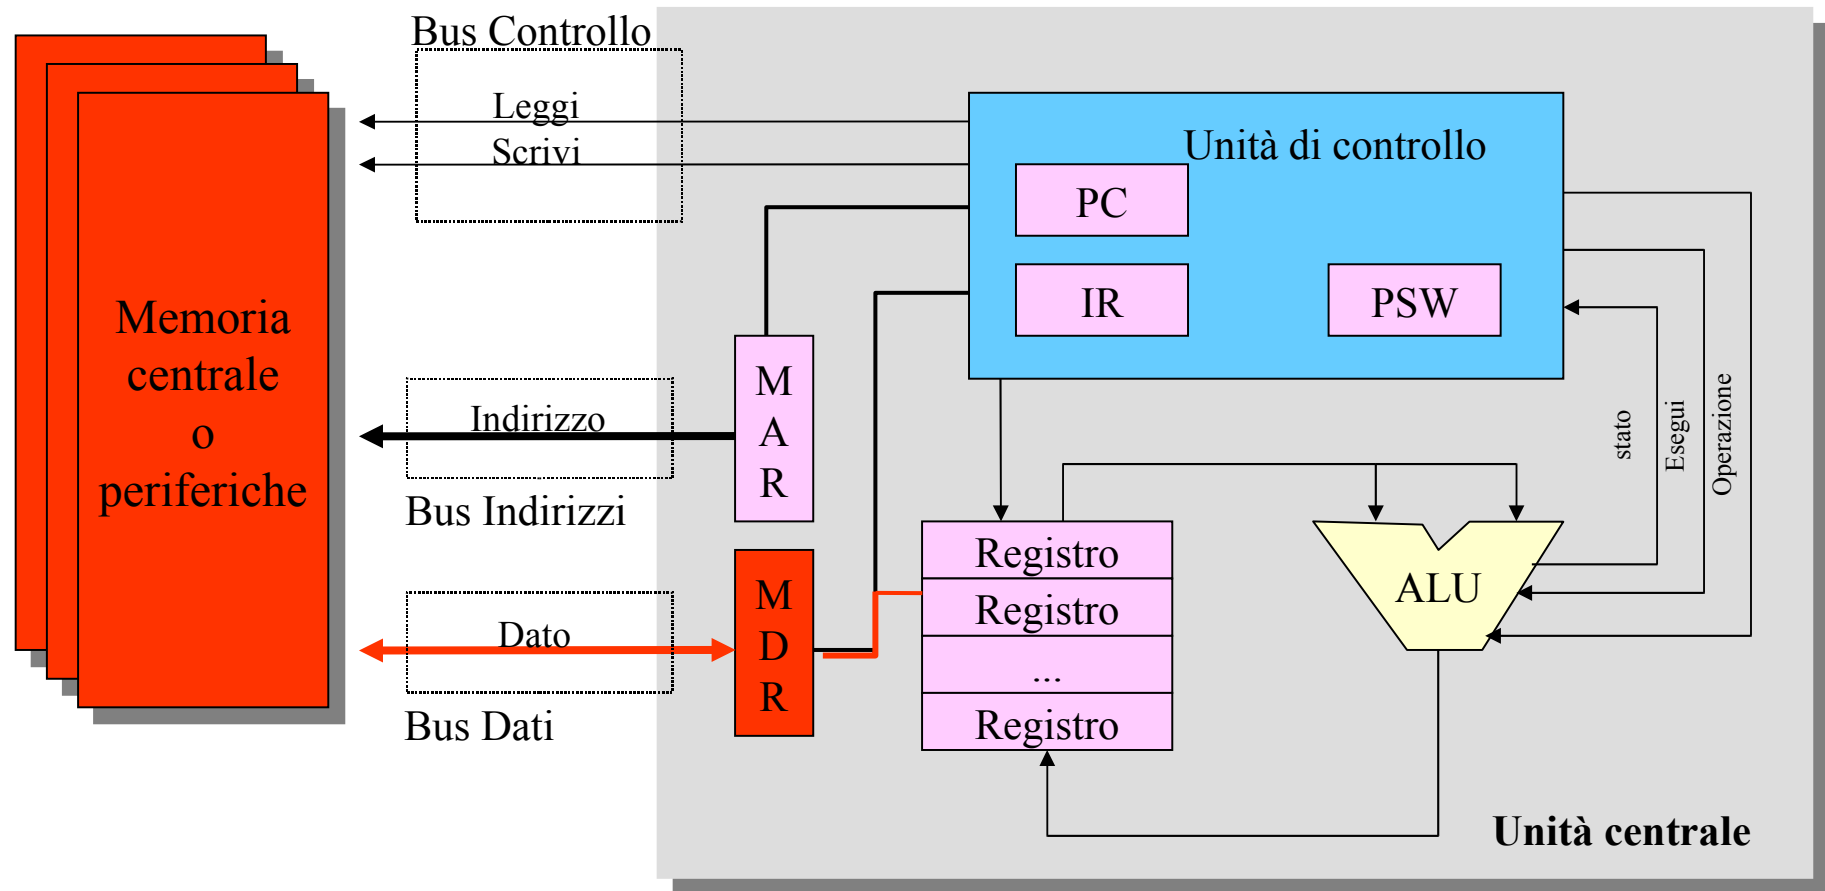 Bus Controllo
Leggi
Scrivi
Unità di controllo
PC
IR
PSW
Memoria
centrale
o
periferiche
Indirizzo
Bus Indirizzi
M
A
R
stato
Esegui
Operazione
Dato
Bus Dati
M
D
R
Registro
Registro
...
Registro
ALU
Unità centrale